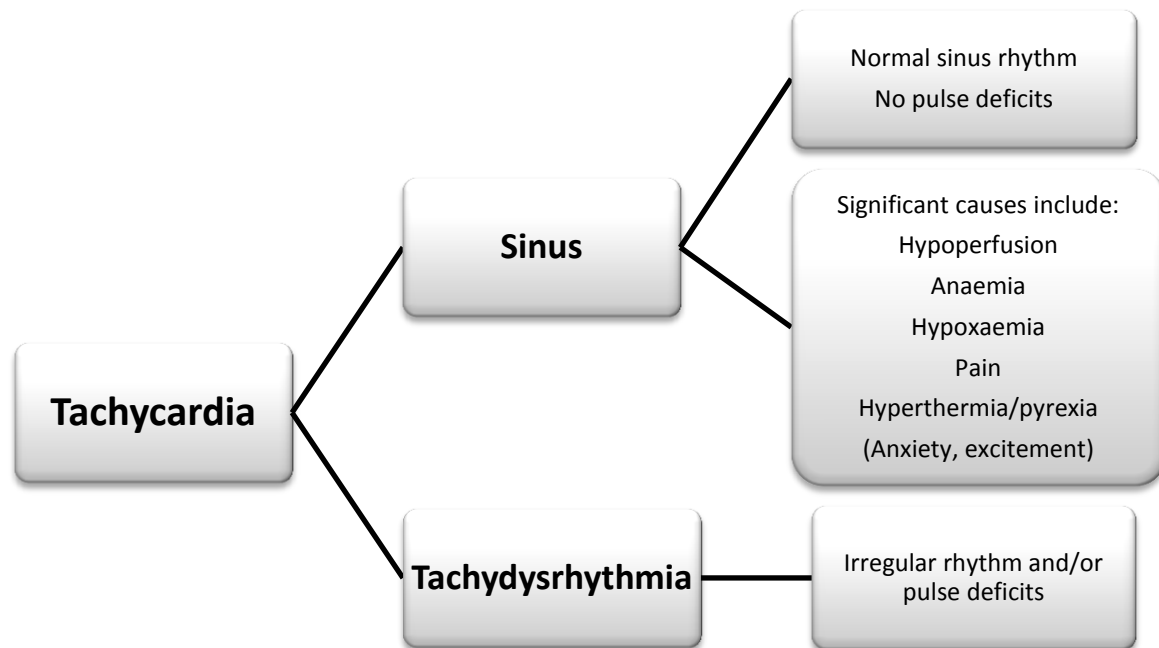 Tachycardia
Sinus
Normal sinus rhythm
No pulse deficits
Significant causes include:
Hypoperfusion
Anaemia
Hypoxaemia
Pain
Hyperthermia/pyrexia
(Anxiety, excitement)
Tachydysrhythmia
Irregular rhythm and/or
pulse deficits